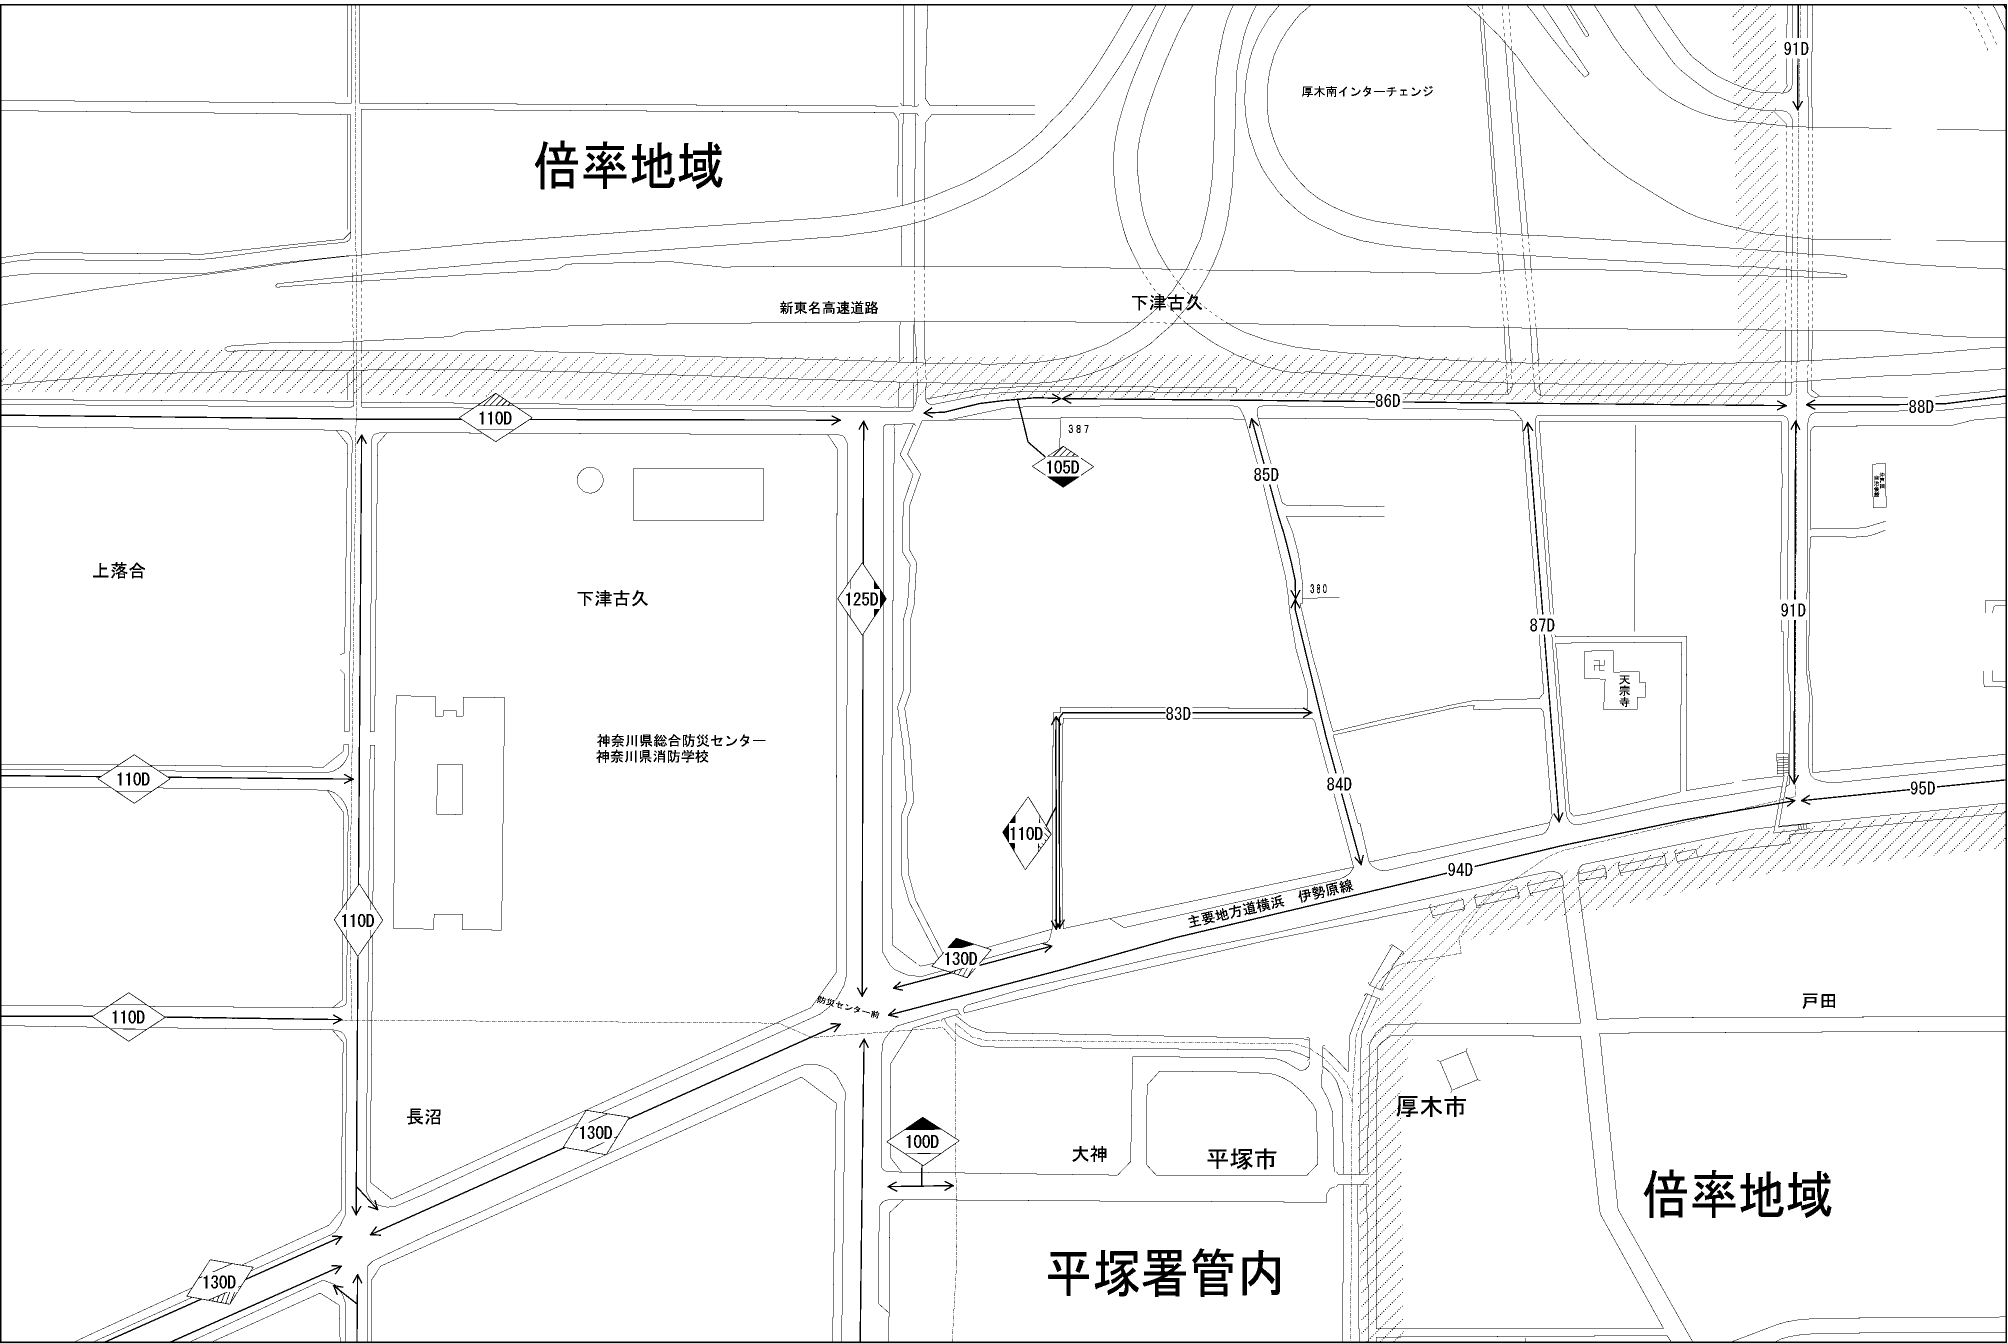 91D
厚木南インターチェンジ
倍率地域
新東名高速道路
下津古久
110D
86D
88D
387
105D
85D
上落合
下津古久
125D
380
87D
91D
天宗寺
神奈川県総合防災センター
神奈川県消防学校
83D
110D
84D
95D
110D
94D
主要地方道横浜 伊勢原線
110D
130D
防災センター前
110D
戸田
長沼
130D
100D
大神
平塚市
厚木市
倍率地域
平塚署管内
130D